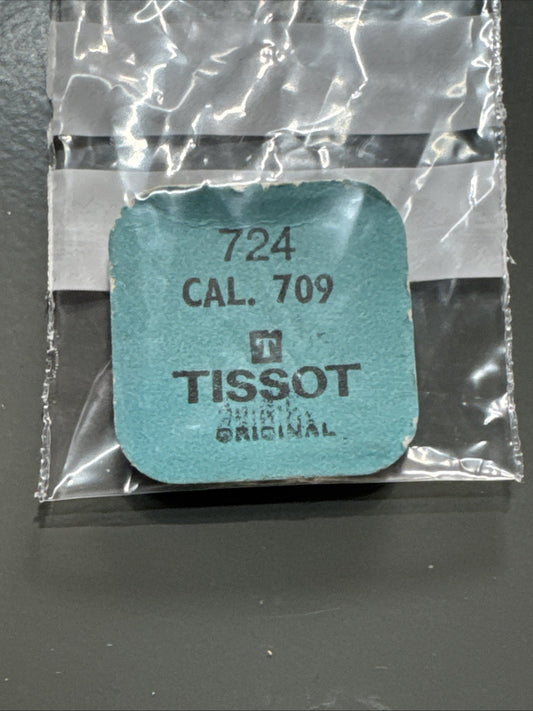 724
CAL. 709
T
TISSOT
ORIGINAL